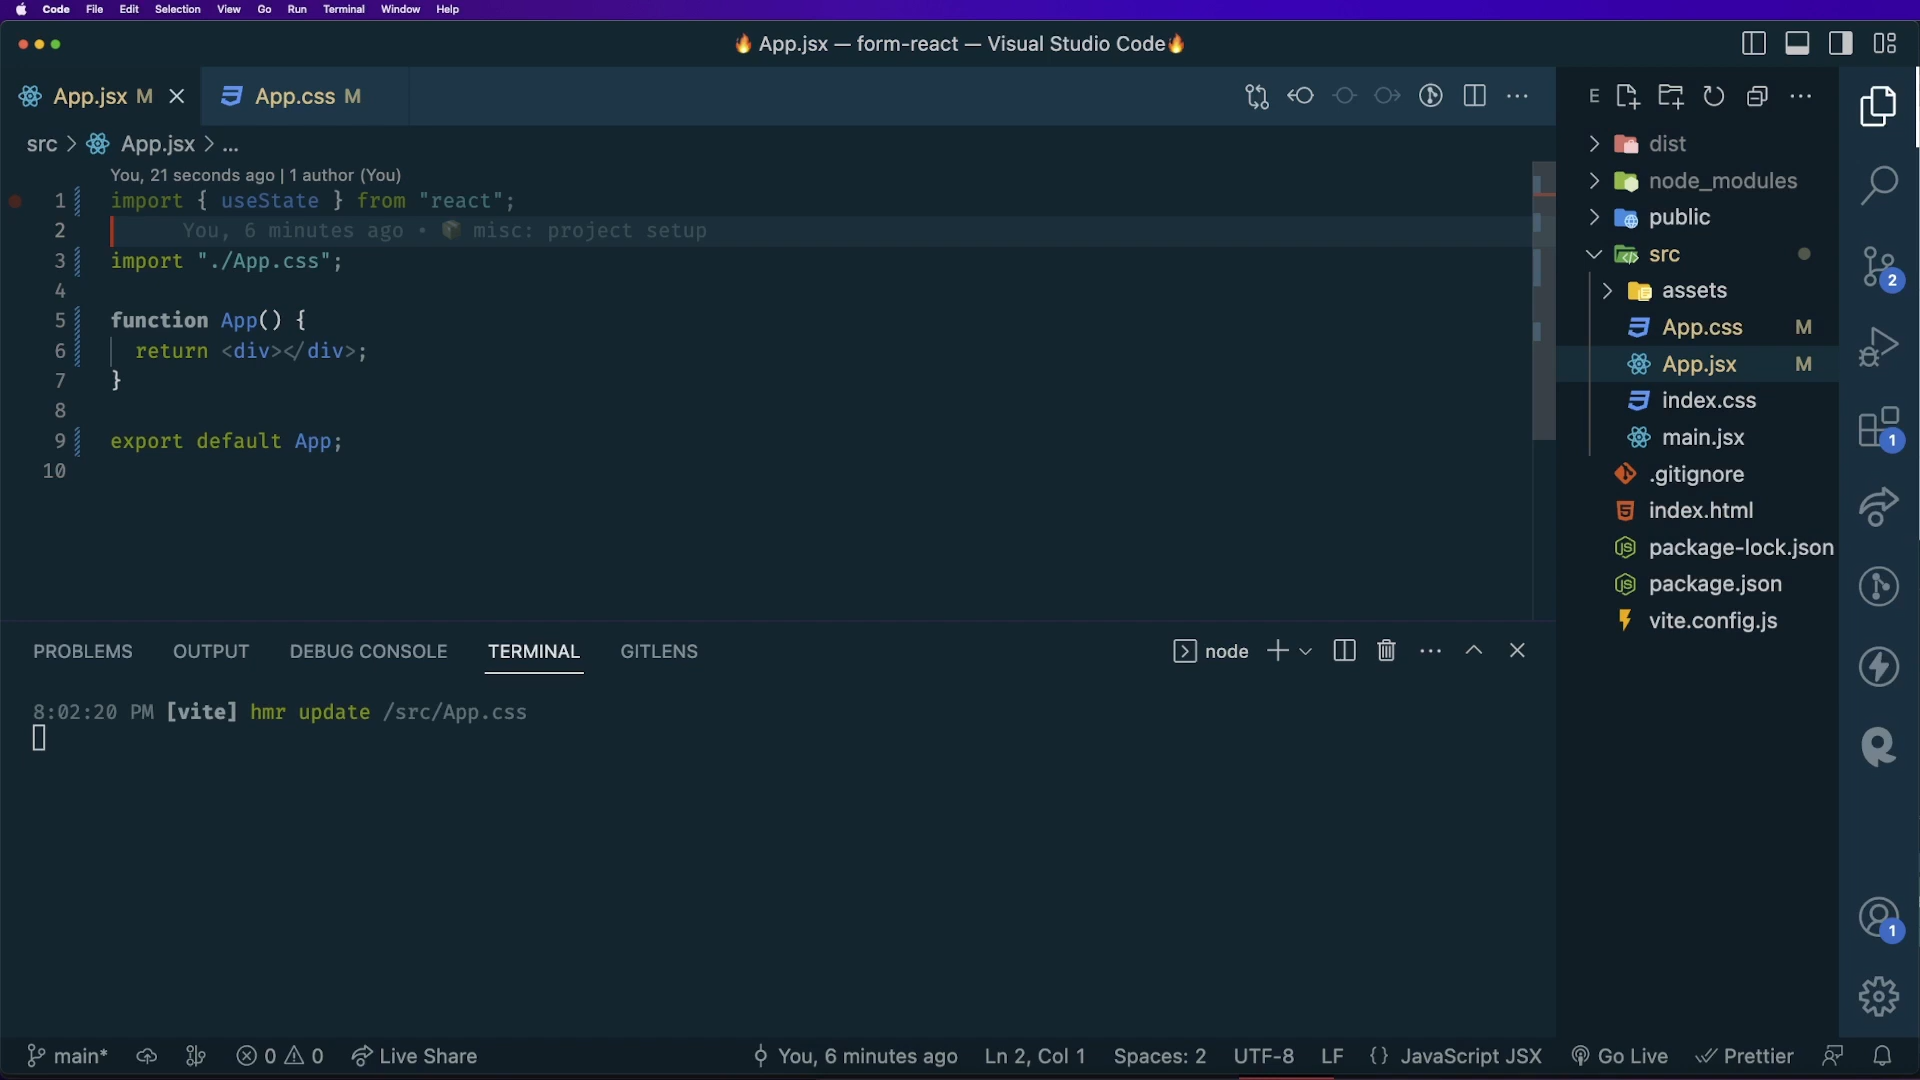 Code File Edit Selection View Go Run Terminal Window Help
🔥 App.jsx — form-react — Visual Studio Code🔥
App.jsx M
App.css M
src > App.jsx > ...
You, 21 seconds ago | 1 author (You)
1 import { useState } from "react";
2 You, 6 minutes ago • 📦 misc: project setup
3 import "./App.css";
4
5 function App() {
6 return <div></div>;
7 }
8
9 export default App;
10
E
dist
node_modules
public
src
assets
App.css M
App.jsx M
index.css
main.jsx
.gitignore
index.html
package-lock.json
package.json
vite.config.js
2
1
1
PROBLEMS OUTPUT DEBUG CONSOLE TERMINAL GITLENS
node
8:02:20 PM [vite] hmr update /src/App.css
main* 0 0 Live Share You, 6 minutes ago Ln 2, Col 1 Spaces: 2 UTF-8 LF {} JavaScript JSX Go Live Prettier